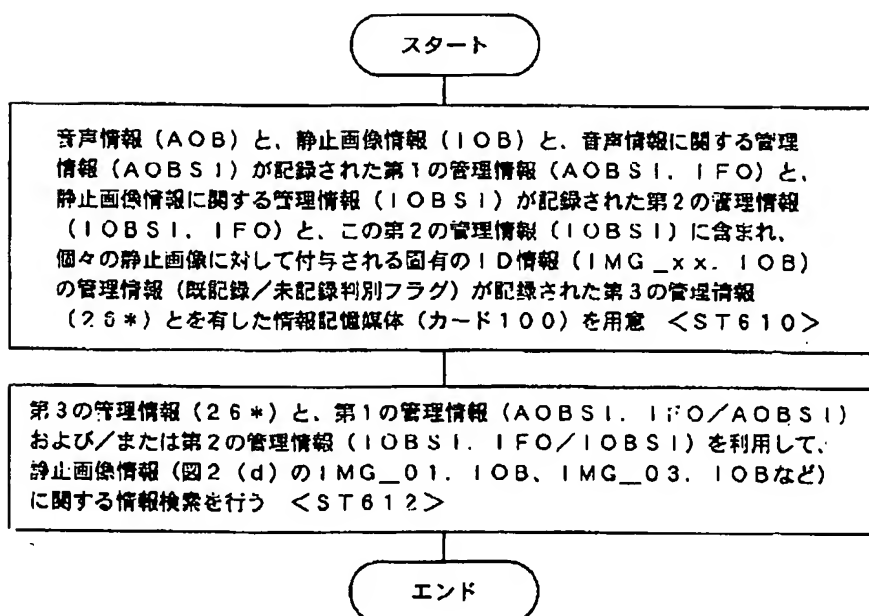 スタート
音声情報（AOB）と、静止画像情報（IOB）と、音声情報に関する管理
情報（AOBSI）が記録された第1の管理情報（AOBSI．IFO）と、
静止画像情報に関する管理情報（IOBSI）が記録された第2の管理情報
（IOBSI．IFO）と、この第2の管理情報（IOBSI）に含まれ、
個々の静止画像に対して付与される固有のID情報（IMG_xx．IOB）
の管理情報（既記録／未記録判別フラグ）が記録された第3の管理情報
（26＊）とを有した情報記憶媒体（カード100）を用意 ＜ST610＞
第3の管理情報（26＊）と、第1の管理情報（AOBSI．IFO／AOBSI）
および／または第2の管理情報（IOBSI．IFO／IOBSI）を利用して、
静止画像情報（図2（d）のIMG_01．IOB、IMG_03．IOBなど）
に関する情報検索を行う ＜ST612＞
エンド